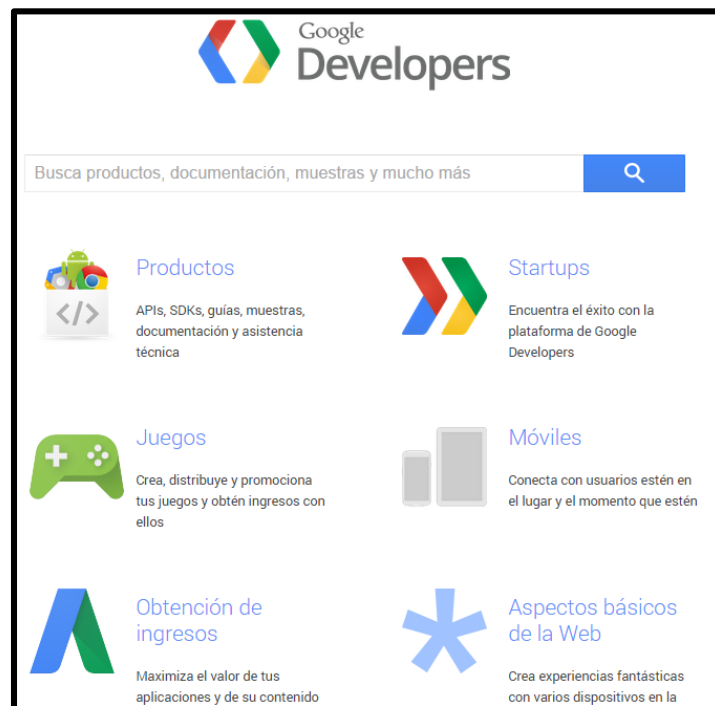 Google
Developers
Busca productos, documentación, muestras y mucho más
Productos
APIs, SDKs, guías, muestras,
documentación y asistencia
técnica
Startups
Encuentra el éxito con la
plataforma de Google
Developers
Juegos
Crea, distribuye y promociona
tus juegos y obtén ingresos con
ellos
Móviles
Conecta con usuarios estén en
el lugar y el momento que estén
Obtención de
ingresos
Maximiza el valor de tus
aplicaciones y de su contenido
Aspectos básicos
de la Web
Crea experiencias fantásticas
con varios dispositivos en la